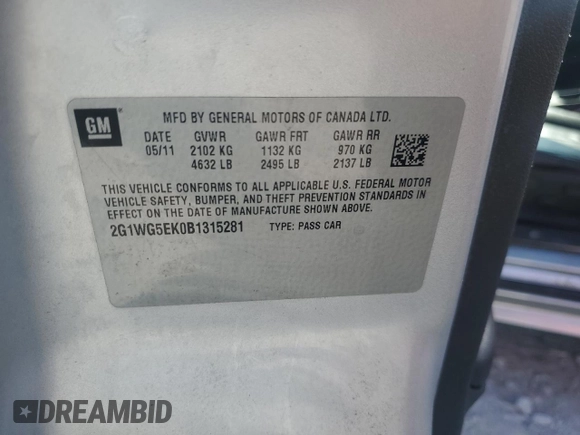 GM
MFD BY GENERAL MOTORS OF CANADA LTD.
DATE GVWR GAWR FRT GAWR RR
05/11 2102 KG 1132 KG 970 KG
4632 LB 2495 LB 2137 LB
THIS VEHICLE CONFORMS TO ALL APPLICABLE U.S. FEDERAL MOTOR
VEHICLE SAFETY, BUMPER, AND THEFT PREVENTION STANDARDS IN
EFFECT ON THE DATE OF MANUFACTURE SHOWN ABOVE.
2G1WG5EK0B1315281 TYPE: PASS CAR
DREAMBID